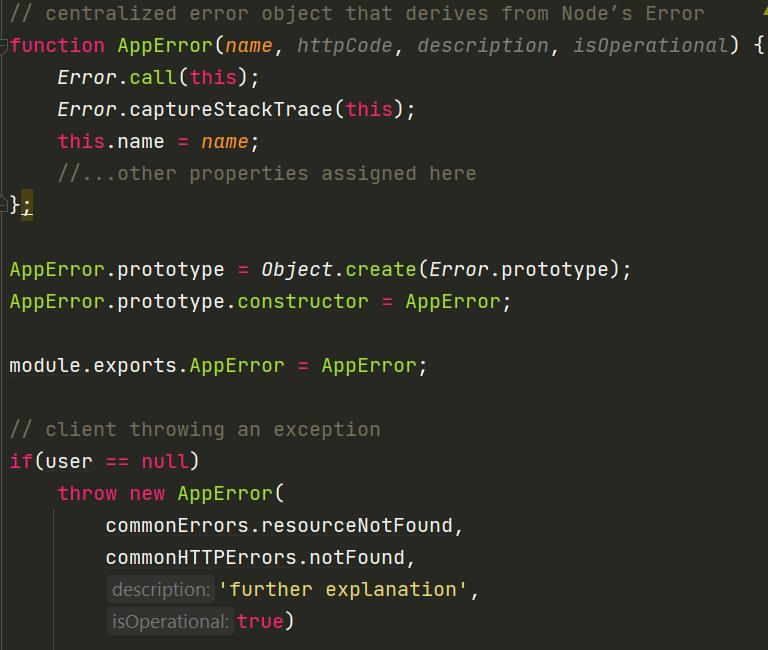 // centralized error object that derives from Node’s Error
function AppError(name, httpCode, description, isOperational) {
    Error.call(this);
    Error.captureStackTrace(this);
    this.name = name;
    //...other properties assigned here
};

AppError.prototype = Object.create(Error.prototype);
AppError.prototype.constructor = AppError;

module.exports.AppError = AppError;

// client throwing an exception
if(user == null)
    throw new AppError(
        commonErrors.resourceNotFound,
        commonHTTPErrors.notFound,
        description: 'further explanation',
        isOperational: true)